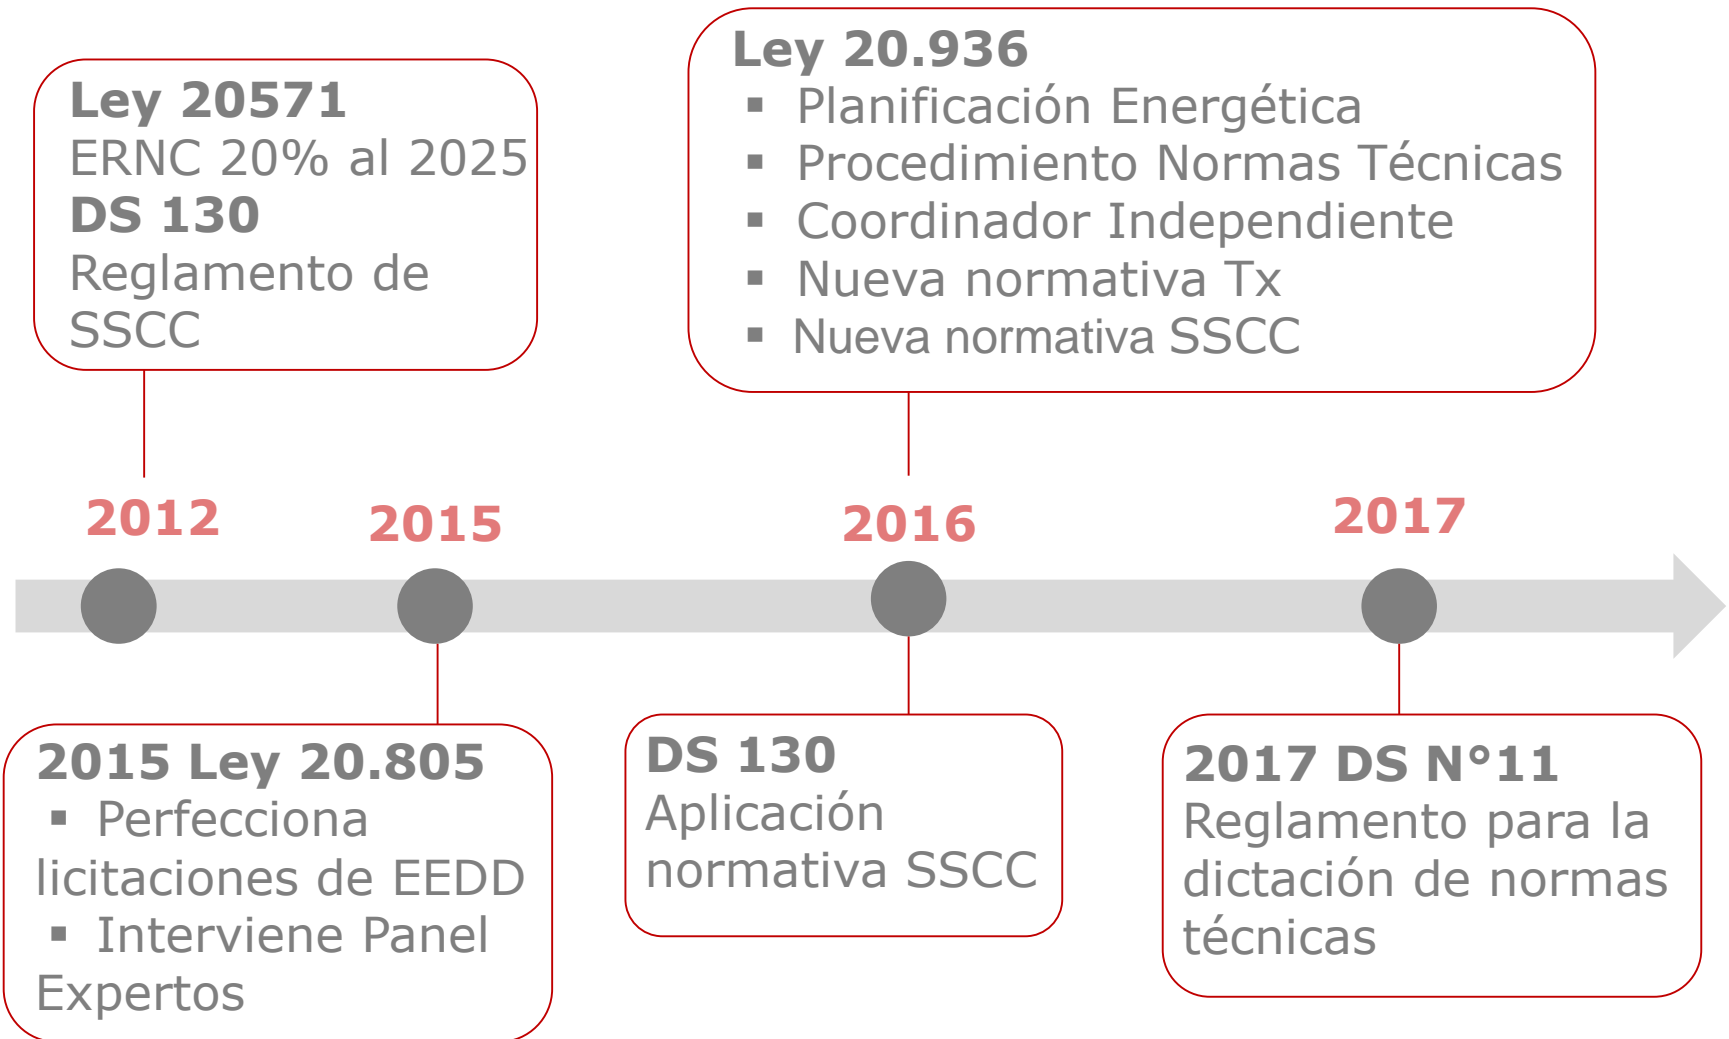 Ley 20571
ERNC 20% al 2025
DS 130
Reglamento de
SSCC
Ley 20.936
▪ Planificación Energética
▪ Procedimiento Normas Técnicas
▪ Coordinador Independiente
▪ Nueva normativa Tx
▪ Nueva normativa SSCC
2012
2015
2016
2017
2015 Ley 20.805
▪ Perfecciona
licitaciones de EEDD
▪ Interviene Panel
Expertos
DS 130
Aplicación
normativa SSCC
2017 DS N°11
Reglamento para la
dictación de normas
técnicas